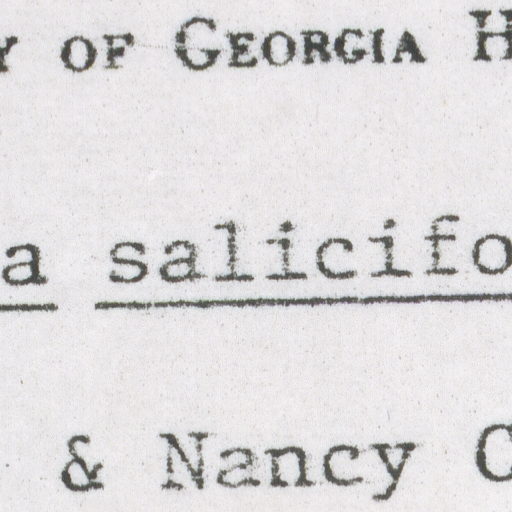 Y OF GEORGIA H
a salicifo
& Nancy C